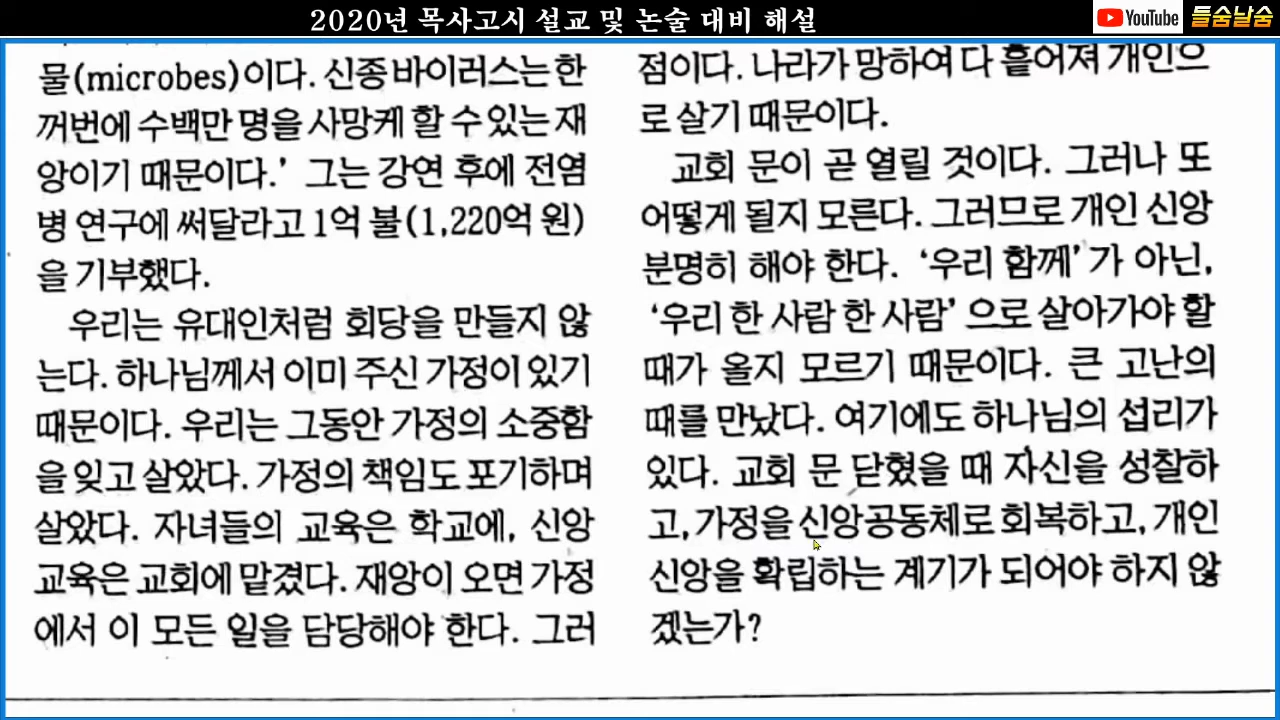 2020년 목사고시 설교 및 논술 대비 해설
YouTube 들숨날숨
물(microbes)이다. 신종 바이러스는 한
꺼번에 수백만 명을 사망케 할 수 있는 재
앙이기 때문이다.’ 그는 강연 후에 전염
병 연구에 써달라고 1억 불(1,220억 원)
을 기부했다.
우리는 유대인처럼 회당을 만들지 않
는다. 하나님께서 이미 주신 가정이 있기
때문이다. 우리는 그동안 가정의 소중함
을 잊고 살았다. 가정의 책임도 포기하며
살았다. 자녀들의 교육은 학교에, 신앙
교육은 교회에 맡겼다. 재앙이 오면 가정
에서 이 모든 일을 담당해야 한다. 그러
점이다. 나라가 망하여 다 흩어져 개인으
로 살기 때문이다.
교회 문이 곧 열릴 것이다. 그러나 또
어떻게 될지 모른다. 그러므로 개인 신앙
분명히 해야 한다. ‘우리 함께’가 아닌,
‘우리 한 사람 한 사람’으로 살아가야 할
때가 올지 모르기 때문이다. 큰 고난의
때를 만났다. 여기에도 하나님의 섭리가
있다. 교회 문 닫혔을 때 자신을 성찰하
고, 가정을 신앙공동체로 회복하고, 개인
신앙을 확립하는 계기가 되어야 하지 않
겠는가?